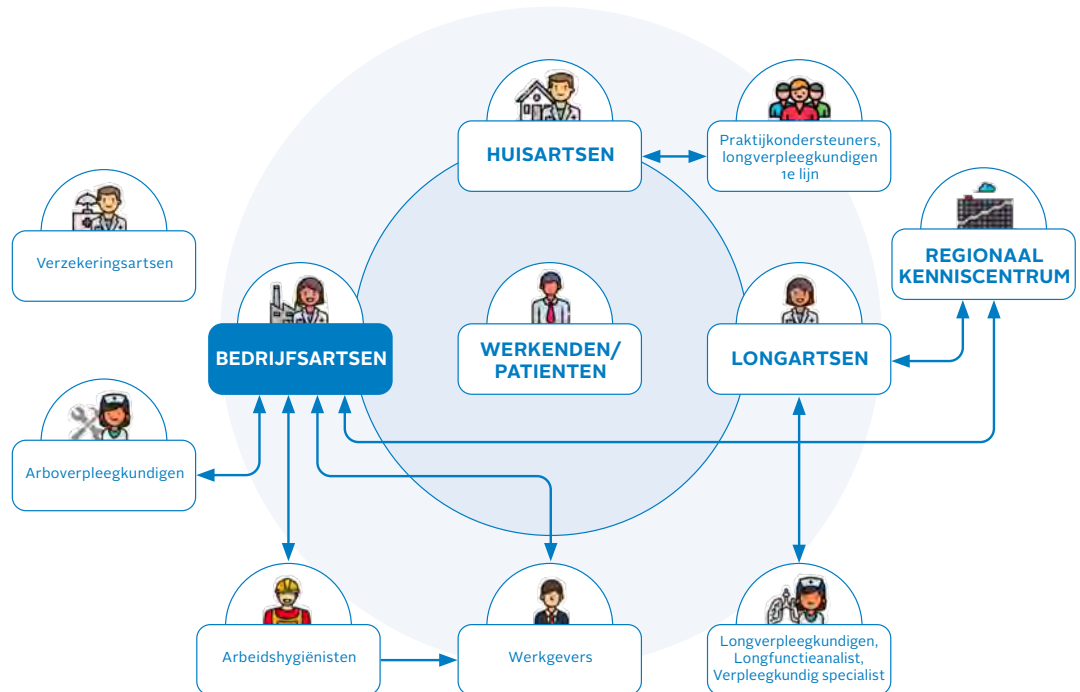 HUISARTSEN
Praktijkondersteuners,
longverpleegkundigen
1e lijn
Verzekeringsartsen
REGIONAAL
KENNISCENTRUM
BEDRIJFSARTSEN
WERKENDEN/
PATIENTEN
LONGARTSEN
Arboverpleegkundigen
Arbeidshygiënisten
Werkgevers
Longverpleegkundigen,
Longfunctieanalist,
Verpleegkundig specialist